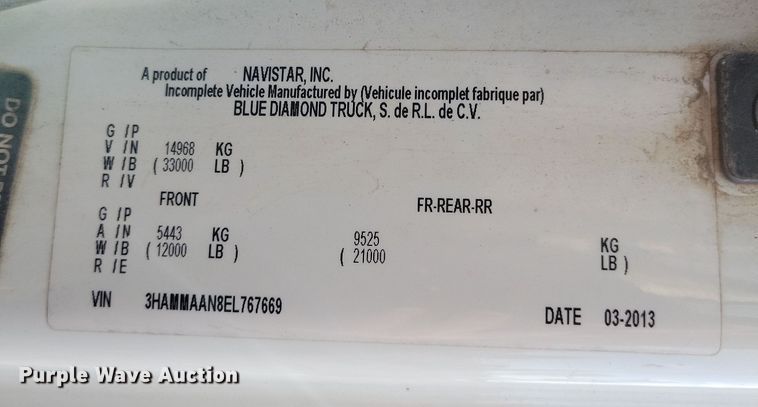 A product of NAVISTAR, INC.
Incomplete Vehicle Manufactured by (Vehicule incomplet fabrique par)
BLUE DIAMOND TRUCK, S. de R.L. de C.V.
G /P
V /N 14968 KG
W /B ( 33000 LB )
R /V
FRONT FR-REAR-RR
G /P
A /N 5443 KG 9525 KG
W /B ( 12000 LB ) ( 21000 LB )
R /E
VIN 3HAMMAAN8EL767669
DATE 03-2013
DO NOT
Purple Wave Auction